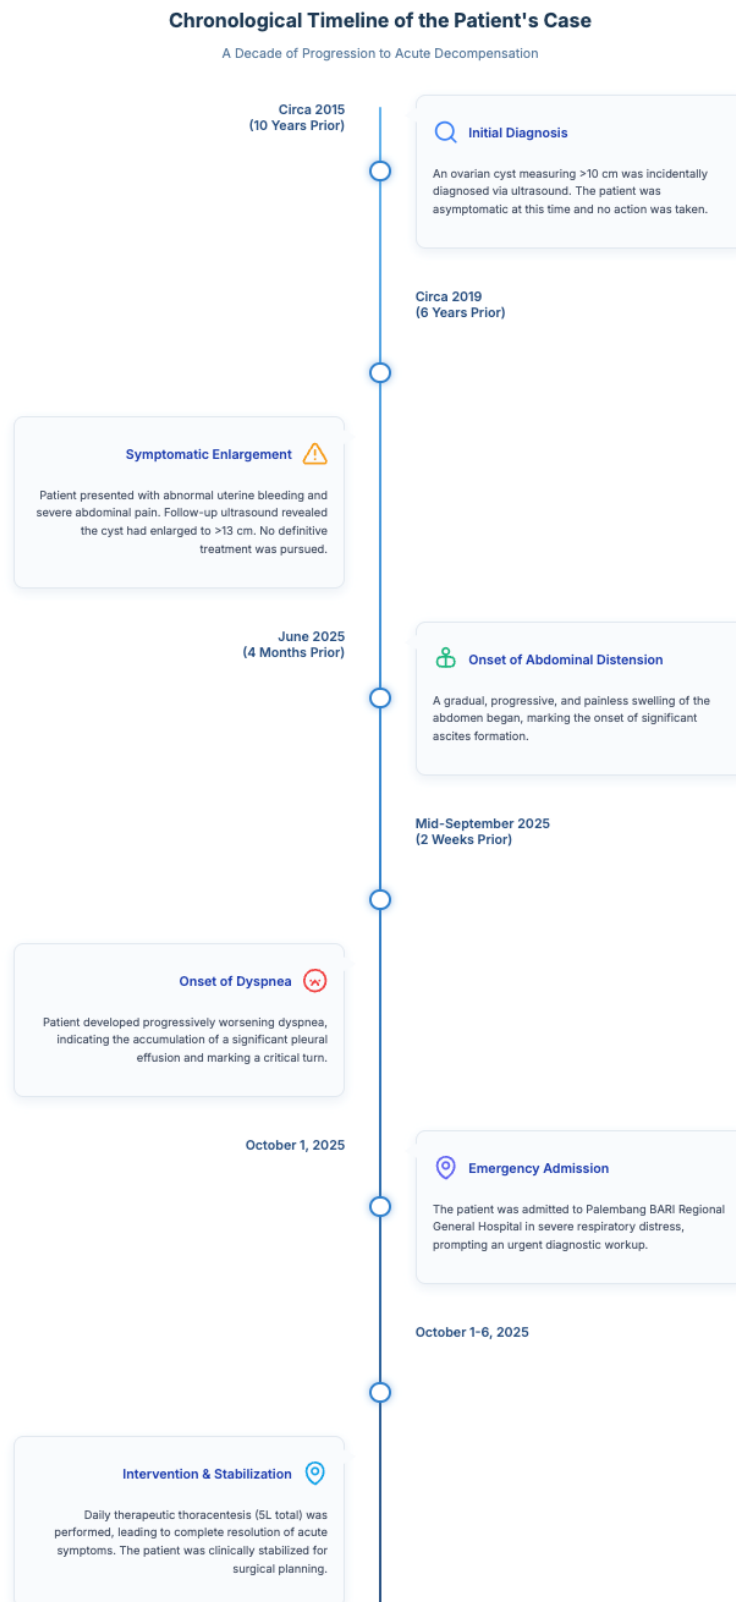 Chronological Timeline of the Patient's Case
A Decade of Progression to Acute Decompensation
Circa 2015
(10 Years Prior)
Initial Diagnosis
An ovarian cyst measuring >10 cm was incidentally
diagnosed via ultrasound. The patient was
asymptomatic at this time and no action was taken.
Circa 2019
(6 Years Prior)
Symptomatic Enlargement
Patient presented with abnormal uterine bleeding and
severe abdominal pain. Follow-up ultrasound revealed
the cyst had enlarged to >13 cm. No definitive
treatment was pursued.
June 2025
(4 Months Prior)
Onset of Abdominal Distension
A gradual, progressive, and painless swelling of the
abdomen began, marking the onset of significant
ascites formation.
Mid-September 2025
(2 Weeks Prior)
Onset of Dyspnea
Patient developed progressively worsening dyspnea,
indicating the accumulation of a significant pleural
effusion and marking a critical turn.
October 1, 2025
Emergency Admission
The patient was admitted to Palembang BARI Regional
General Hospital in severe respiratory distress,
prompting an urgent diagnostic workup.
October 1-6, 2025
Intervention & Stabilization
Daily therapeutic thoracentesis (5L total) was
performed, leading to complete resolution of acute
symptoms. The patient was clinically stabilized for
surgical planning.